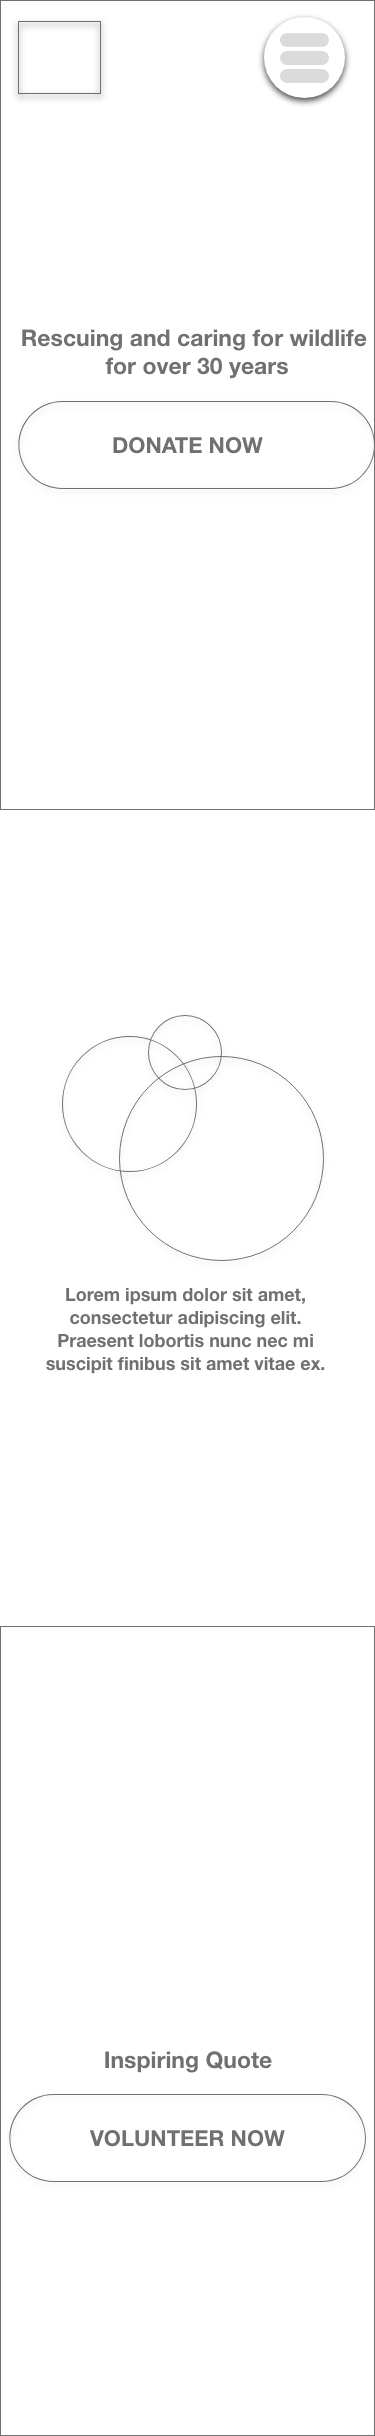 Rescuing and caring for wildlife
for over 30 years
DONATE NOW
Lorem ipsum dolor sit amet,
consectetur adipiscing elit.
Praesent lobortis nunc nec mi
suscipit finibus sit amet vitae ex.
Inspiring Quote
VOLUNTEER NOW